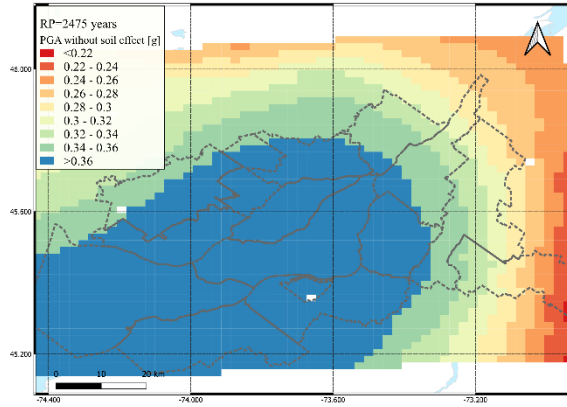 RP=2475 years
PGA without soil effect [g]
<0.22
0.22 - 0.24
0.24 - 0.26
0.26 - 0.28
0.28 - 0.3
0.3 - 0.32
0.32 - 0.34
0.34 - 0.36
>0.36
46.000
45.600
45.200
0 10 20 km
-74.400 -74.000 -73.600 -73.200